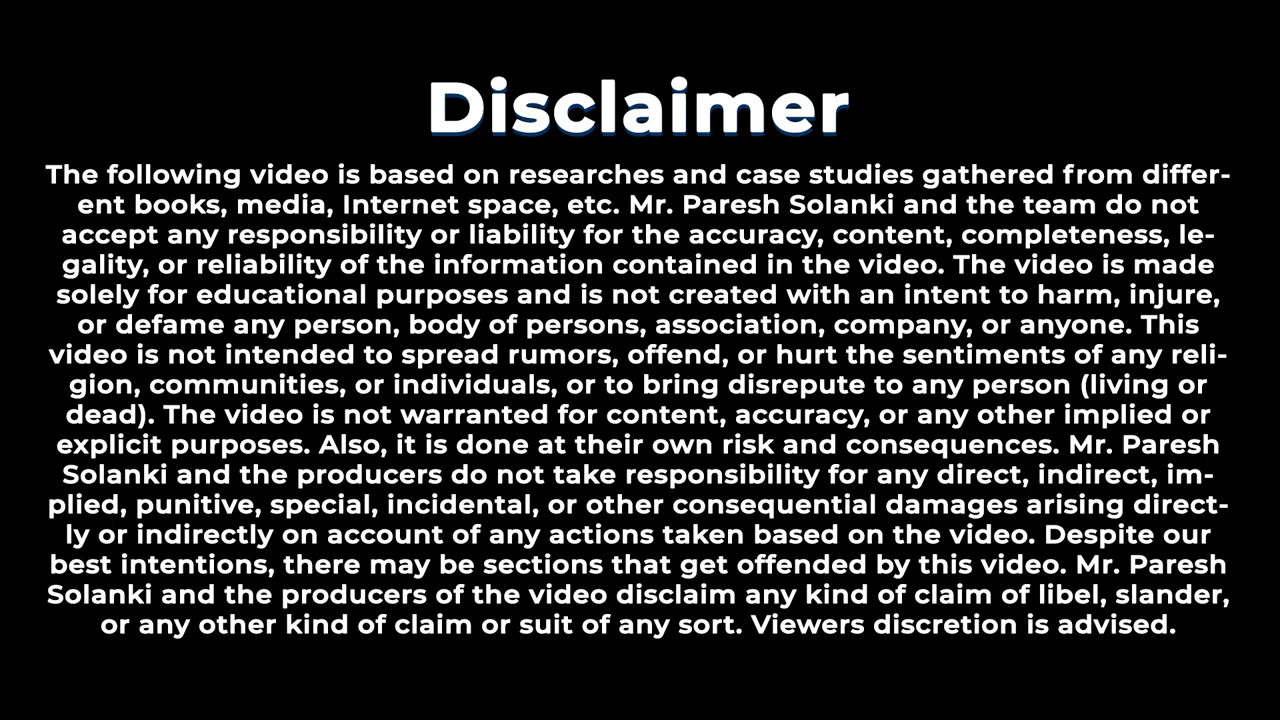 Disclaimer
The following video is based on researches and case studies gathered from differ-
ent books, media, Internet space, etc. Mr. Paresh Solanki and the team do not
accept any responsibility or liability for the accuracy, content, completeness, le-
gality, or reliability of the information contained in the video. The video is made
solely for educational purposes and is not created with an intent to harm, injure,
or defame any person, body of persons, association, company, or anyone. This
video is not intended to spread rumors, offend, or hurt the sentiments of any reli-
gion, communities, or individuals, or to bring disrepute to any person (living or
dead). The video is not warranted for content, accuracy, or any other implied or
explicit purposes. Also, it is done at their own risk and consequences. Mr. Paresh
Solanki and the producers do not take responsibility for any direct, indirect, im-
plied, punitive, special, incidental, or other consequential damages arising direct-
ly or indirectly on account of any actions taken based on the video. Despite our
best intentions, there may be sections that get offended by this video. Mr. Paresh
Solanki and the producers of the video disclaim any kind of claim of libel, slander,
or any other kind of claim or suit of any sort. Viewers discretion is advised.